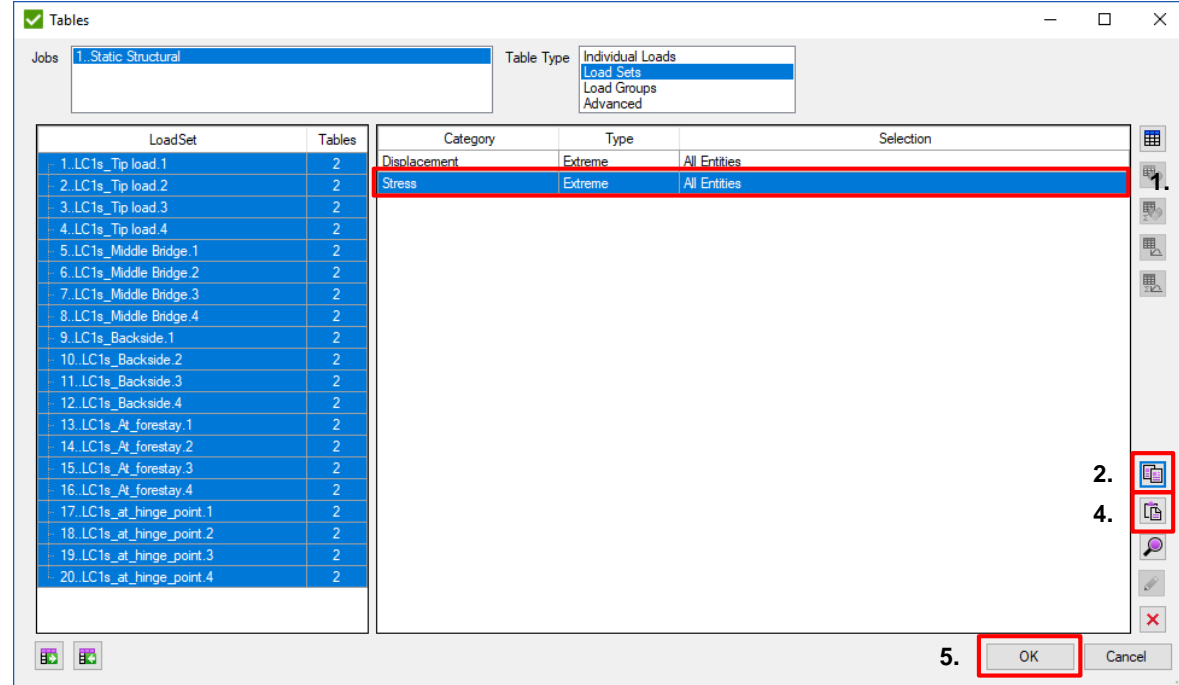 Tables
Jobs 1..Static Structural Table Type Individual Loads
Load Sets
Load Groups
Advanced
LoadSet Tables Category Type Selection
1..LC1s_Tip load.1 2 Displacement Extreme All Entities
2..LC1s_Tip load.2 2 Stress Extreme All Entities 1.
3..LC1s_Tip load.3 2
4..LC1s_Tip load.4 2
5..LC1s_Middle Bridge.1 2
6..LC1s_Middle Bridge.2 2
7..LC1s_Middle Bridge.3 2
8..LC1s_Middle Bridge.4 2
9..LC1s_Backside.1 2
10..LC1s_Backside.2 2
11..LC1s_Backside.3 2
12..LC1s_Backside.4 2
13..LC1s_At_forestay.1 2
14..LC1s_At_forestay.2 2
15..LC1s_At_forestay.3 2 2.
16..LC1s_At_forestay.4 2
17..LC1s_at_hinge_point.1 2 4.
18..LC1s_at_hinge_point.2 2
19..LC1s_at_hinge_point.3 2
20..LC1s_at_hinge_point.4 2
5. OK Cancel